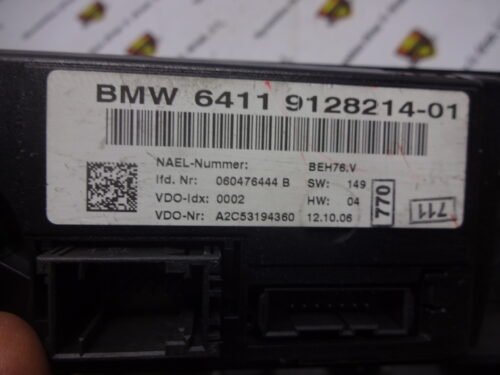 BMW 6411 9128214-01
NAEL-Nummer: BEH76.V
lfd. Nr: 060476444 B SW: 149
VDO-Idx: 0002 HW: 04
VDO-Nr: A2C53194360 12.10.06
770
711